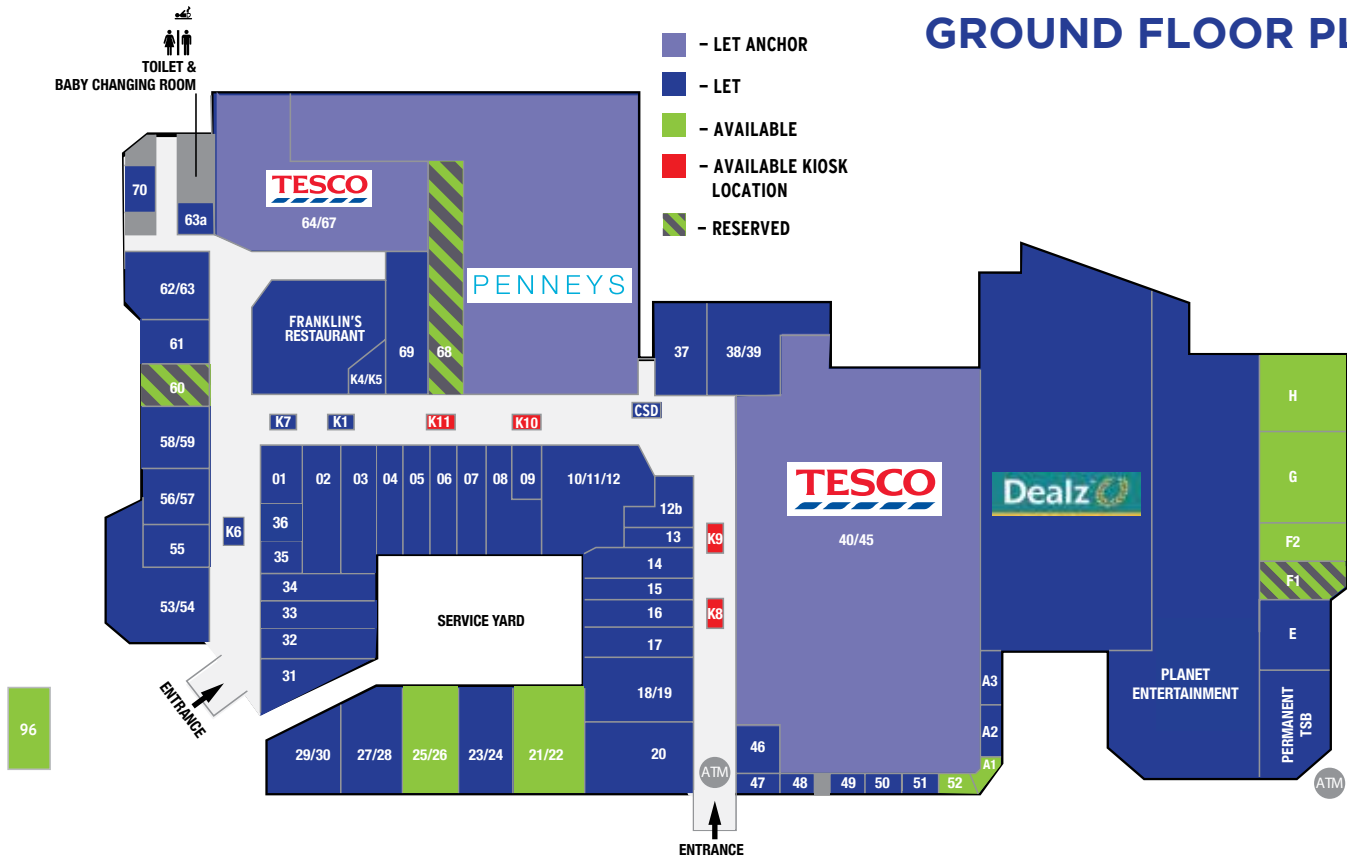 GROUND FLOOR PL
– LET ANCHOR
– LET
– AVAILABLE
– AVAILABLE KIOSK
LOCATION
– RESERVED
TOILET &
BABY CHANGING ROOM
70
63a
TESCO
64/67
PENNEYS
62/63
61
60
58/59
56/57
55
53/54
FRANKLIN'S
RESTAURANT
K4/K5
69
68
37
38/39
K7
K1
K11
K10
CSD
K6
K9
K8
01
02
03
04
05
06
07
08
09
10/11/12
12b
13
14
15
16
17
18/19
20
36
35
34
33
32
31
SERVICE YARD
ENTRANCE
96
29/30
27/28
25/26
23/24
21/22
ATM
ENTRANCE
TESCO
40/45
46
47
48
49
50
51
52
A1
A2
A3
Dealz
PLANET
ENTERTAINMENT
H
G
F2
F1
E
PERMANENT
TSB
ATM